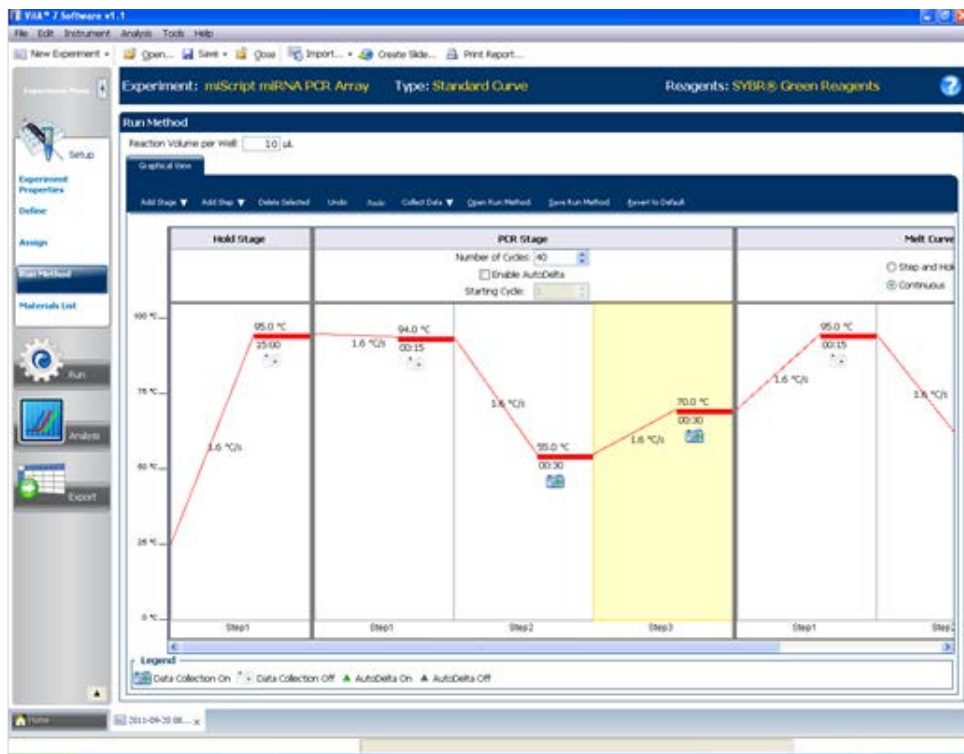 ViiA™ 7 Software v1.1
File Edit Instrument Analysis Tools Help
New Experiment Open... Save Close Import... Create Slide... Print Report...
Experiment Menu
Experiment: miScript miRNA PCR Array Type: Standard Curve Reagents: SYBR® Green Reagents
Setup
Experiment Properties
Define
Assign
Run Method
Materials List
Run
Analysis
Export
Run Method
Reaction Volume per Well: 10 µL
Graphical View
Add Stage Add Step Delete Selected Undo Redo Collect Data Open Run Method Save Run Method Revert to Default
Hold Stage PCR Stage Melt Curve
Number of Cycles: 40
Enable AutoDelta
Starting Cycle:
Step and Hol
Continuous
100 °C
75 °C
50 °C
25 °C
0 °C
95.0 °C
15:00
1.6 °C/s
94.0 °C
00:15
1.6 °C/s
55.0 °C
00:30
1.6 °C/s
70.0 °C
00:30
1.6 °C/s
95.0 °C
00:15
1.6 °C/s
1.6 °C/s
Step1 Step1 Step2 Step3 Step1 Step2
Legend
Data Collection On Data Collection Off AutoDelta On AutoDelta Off
Home